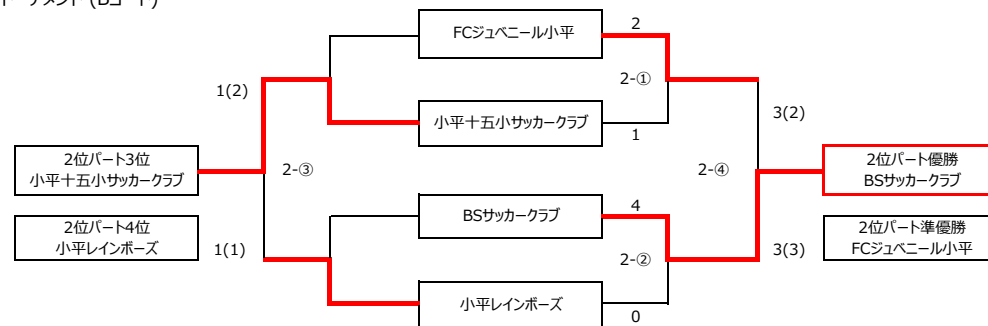 (Bコート)
FCジュベニール小平
2
1(2)
2-①
小平十五小サッカークラブ
1
3(2)
2位パート3位
小平十五小サッカークラブ
2-③
2-④
2位パート優勝
BSサッカークラブ
2位パート4位
小平レインボーズ
BSサッカークラブ
4
2位パート準優勝
FCジュベニール小平
1(1)
2-②
3(3)
小平レインボーズ
0